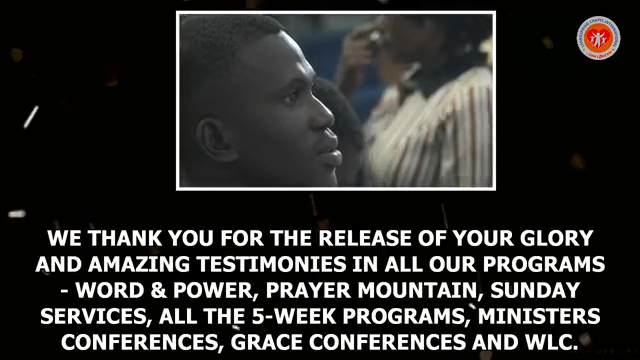 WE THANK YOU FOR THE RELEASE OF YOUR GLORY
AND AMAZING TESTIMONIES IN ALL OUR PROGRAMS
- WORD & POWER, PRAYER MOUNTAIN, SUNDAY
SERVICES, ALL THE 5-WEEK PROGRAMS, MINISTERS
CONFERENCES, GRACE CONFERENCES AND WLC.